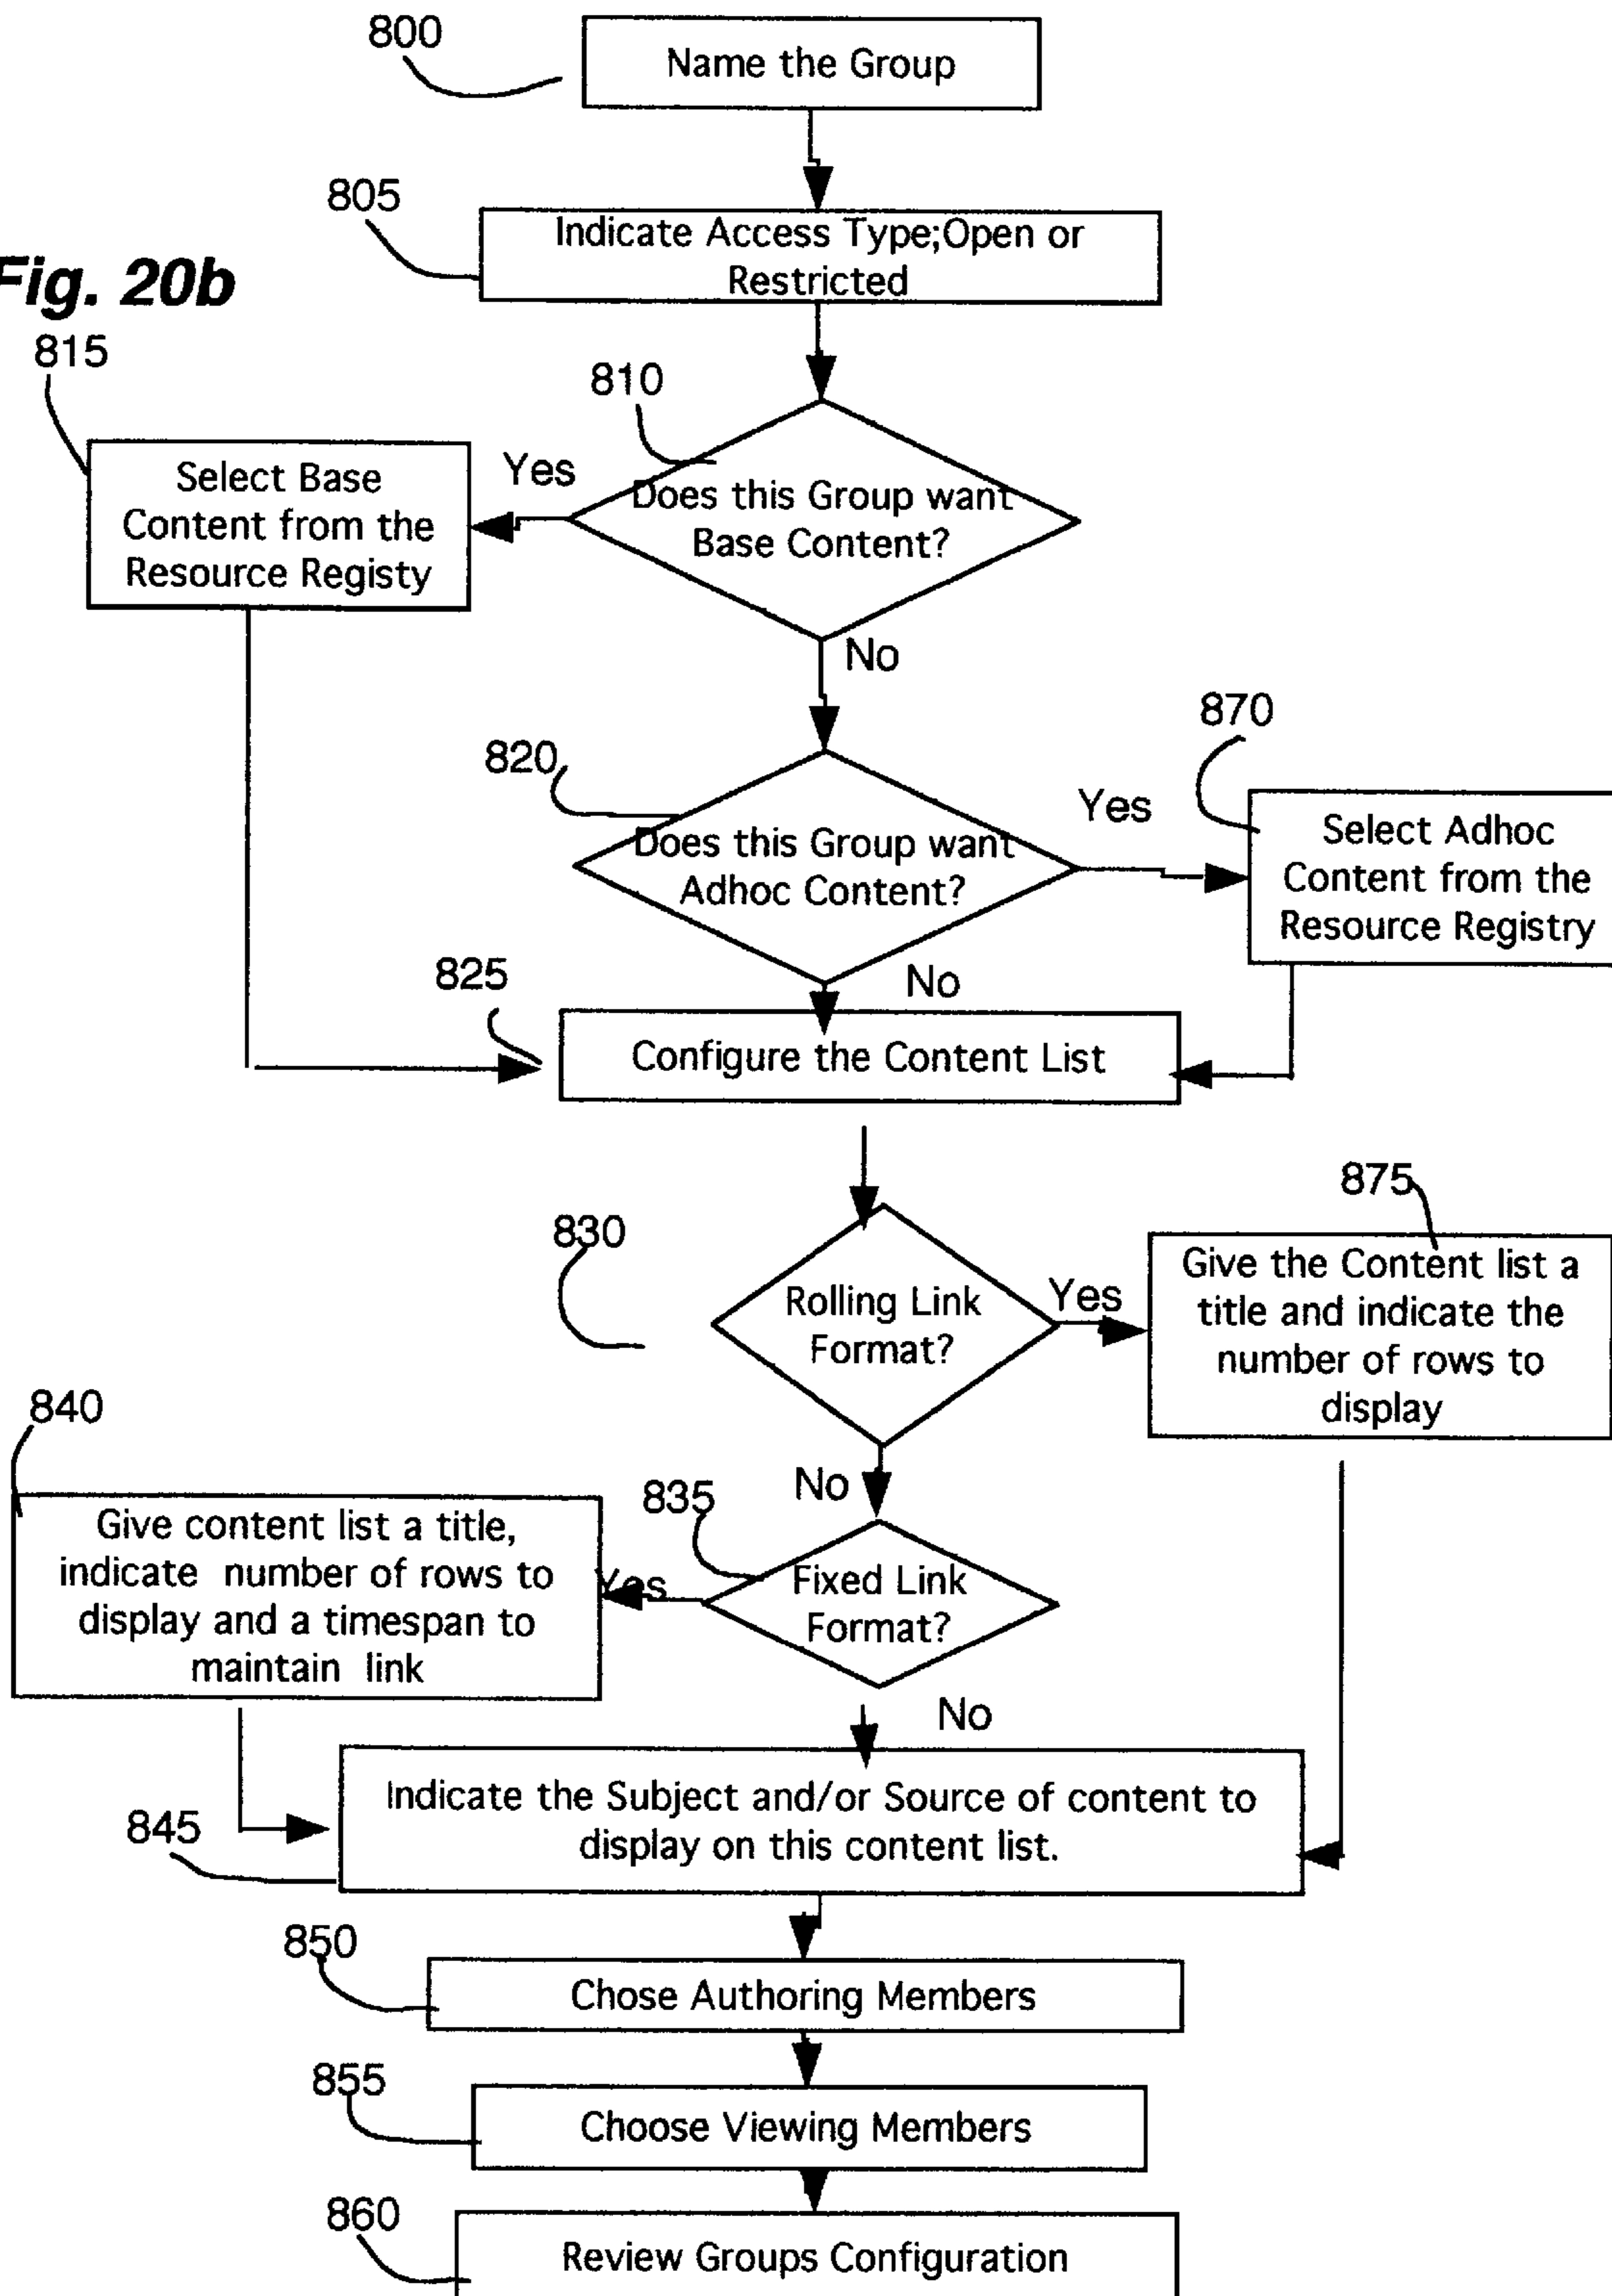 800
Name the Group
805
Indicate Access Type;Open or
Restricted
Fig. 20b
815
810
Select Base
Content from the
Resource Registy
Yes
Does this Group want
Base Content?
No
870
820
Yes
Does this Group want
Adhoc Content?
Select Adhoc
Content from the
Resource Registry
825
No
Configure the Content List
875
830
Rolling Link
Format?
Yes
Give the Content list a
title and indicate the
number of rows to
display
840
No
835
Give content list a title,
indicate number of rows to
display and a timespan to
maintain link
Yes
Fixed Link
Format?
No
845
Indicate the Subject and/or Source of content to
display on this content list.
850
Chose Authoring Members
855
Choose Viewing Members
860
Review Groups Configuration